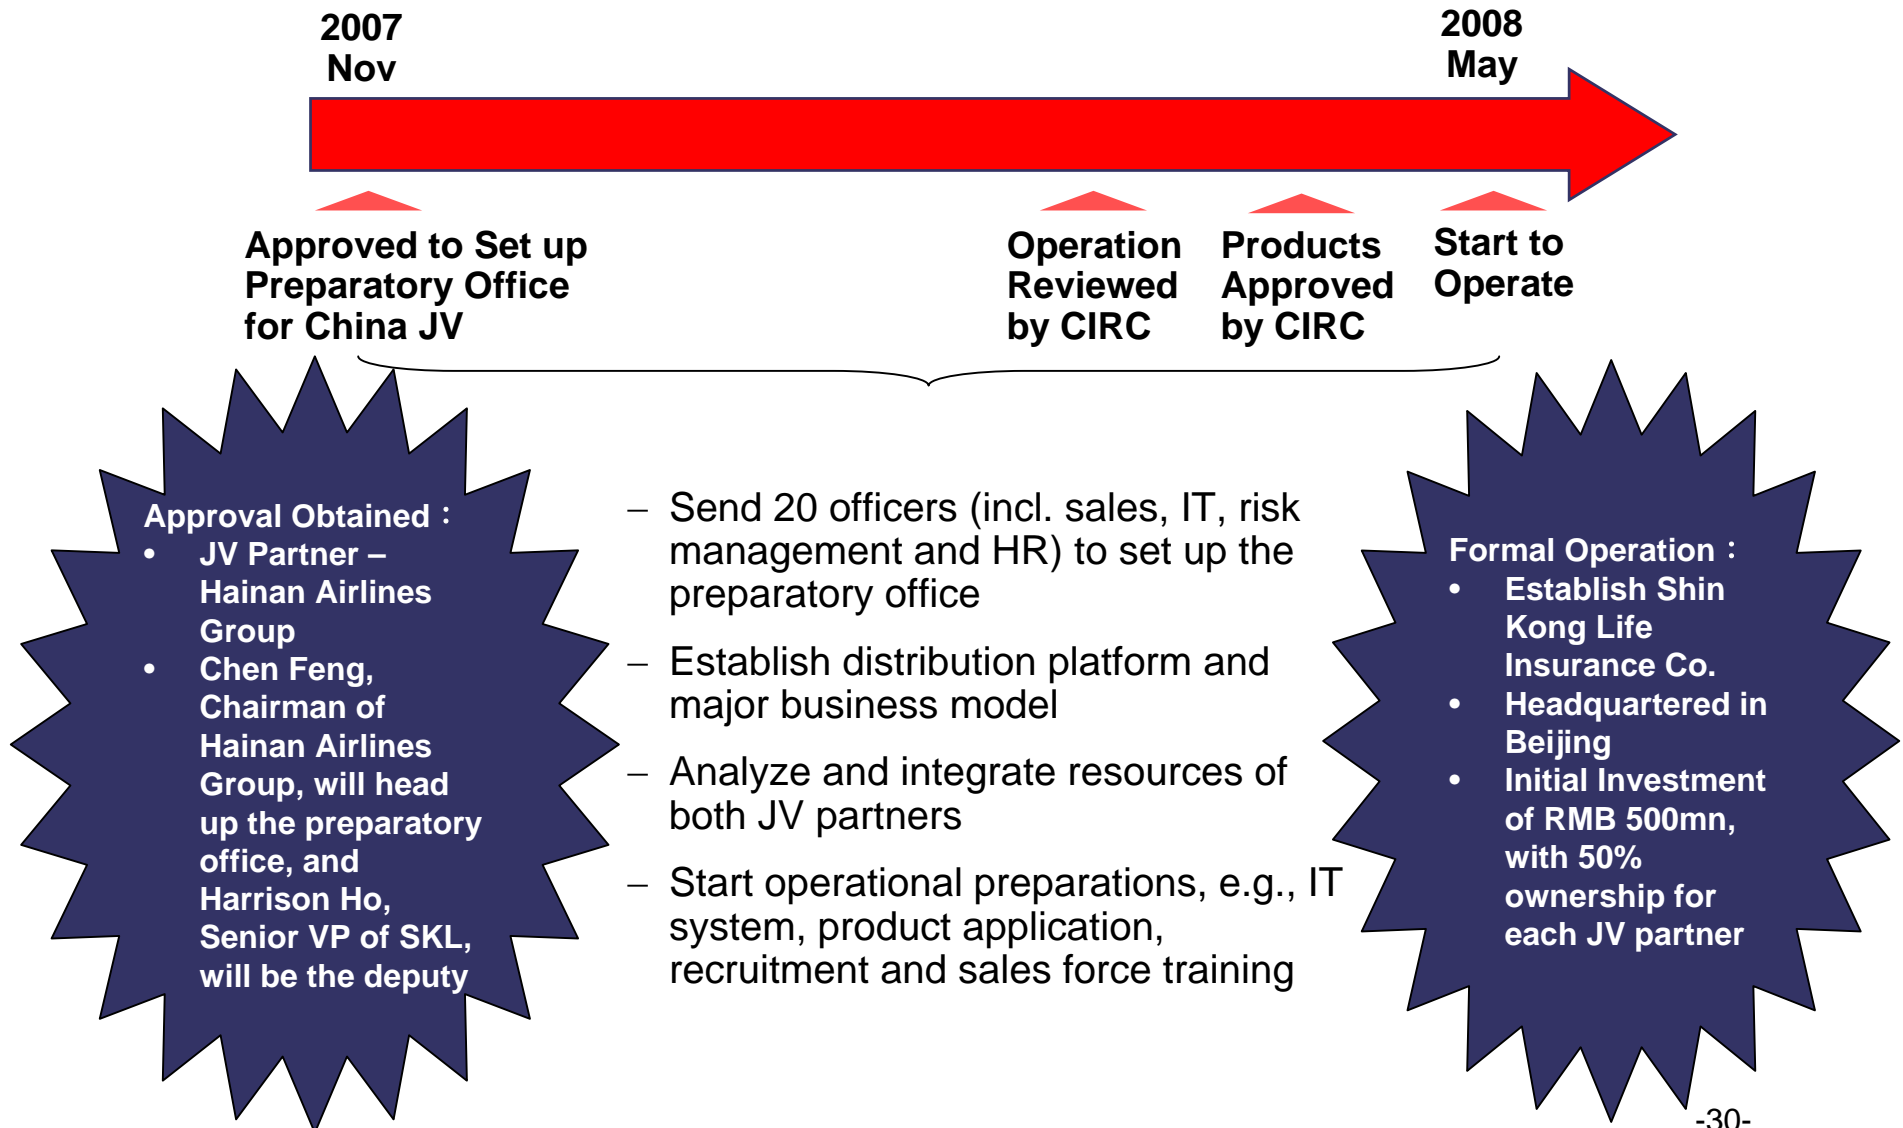 2007
Nov
2008
May
Approved to Set up
Preparatory Office
for China JV
Operation
Reviewed
by CIRC
Products
Approved
by CIRC
Start to
Operate
Approval Obtained：
• JV Partner –
Hainan Airlines
Group
• Chen Feng,
Chairman of
Hainan Airlines
Group, will head
up the preparatory
office, and
Harrison Ho,
Senior VP of SKL,
will be the deputy
– Send 20 officers (incl. sales, IT, risk
management and HR) to set up the
preparatory office
– Establish distribution platform and
major business model
– Analyze and integrate resources of
both JV partners
– Start operational preparations, e.g., IT
system, product application,
recruitment and sales force training
Formal Operation：
• Establish Shin
Kong Life
Insurance Co.
• Headquartered in
Beijing
• Initial Investment
of RMB 500mn,
with 50%
ownership for
each JV partner
-30-